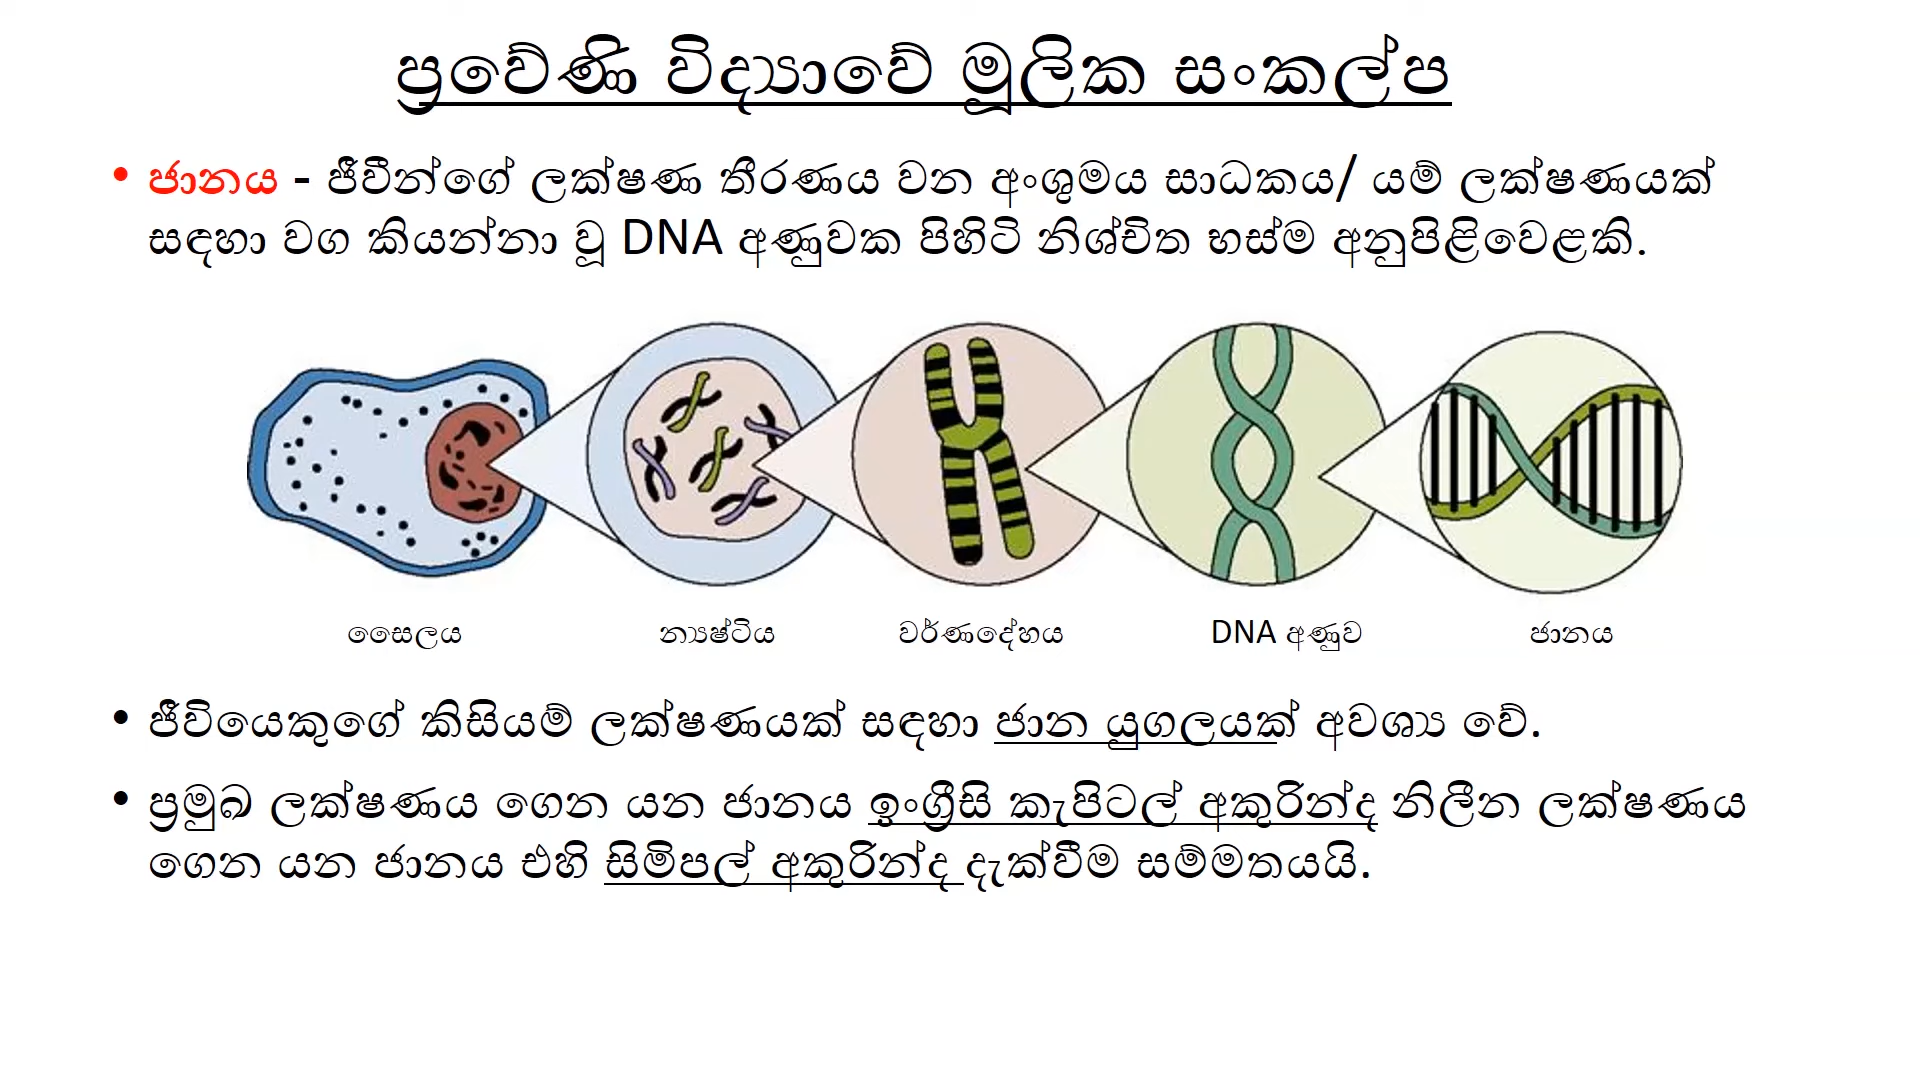 ප්‍රවේණි විද්‍යාවේ මූලික සංකල්ප
• ජානය - ජීවීන්ගේ ලක්ෂණ තීරණය වන අංශුමය සාධකය/ යම් ලක්ෂණයක්
සඳහා වග කියන්නා වූ DNA අණුවක පිහිටි නිශ්චිත භස්ම අනුපිළිවෙළකි.
සෛලය න්‍යෂ්ටිය වර්ණදේහය DNA අණුව ජානය
• ජීවියෙකුගේ කිසියම් ලක්ෂණයක් සඳහා ජාන යුගලයක් අවශ්‍ය වේ.
• ප්‍රමුඛ ලක්ෂණය ගෙන යන ජානය ඉංග්‍රීසි කැපිටල් අකුරින්ද නිලීන ලක්ෂණය
ගෙන යන ජානය එහි සිම්පල් අකුරින්ද දැක්වීම සම්මතයයි.